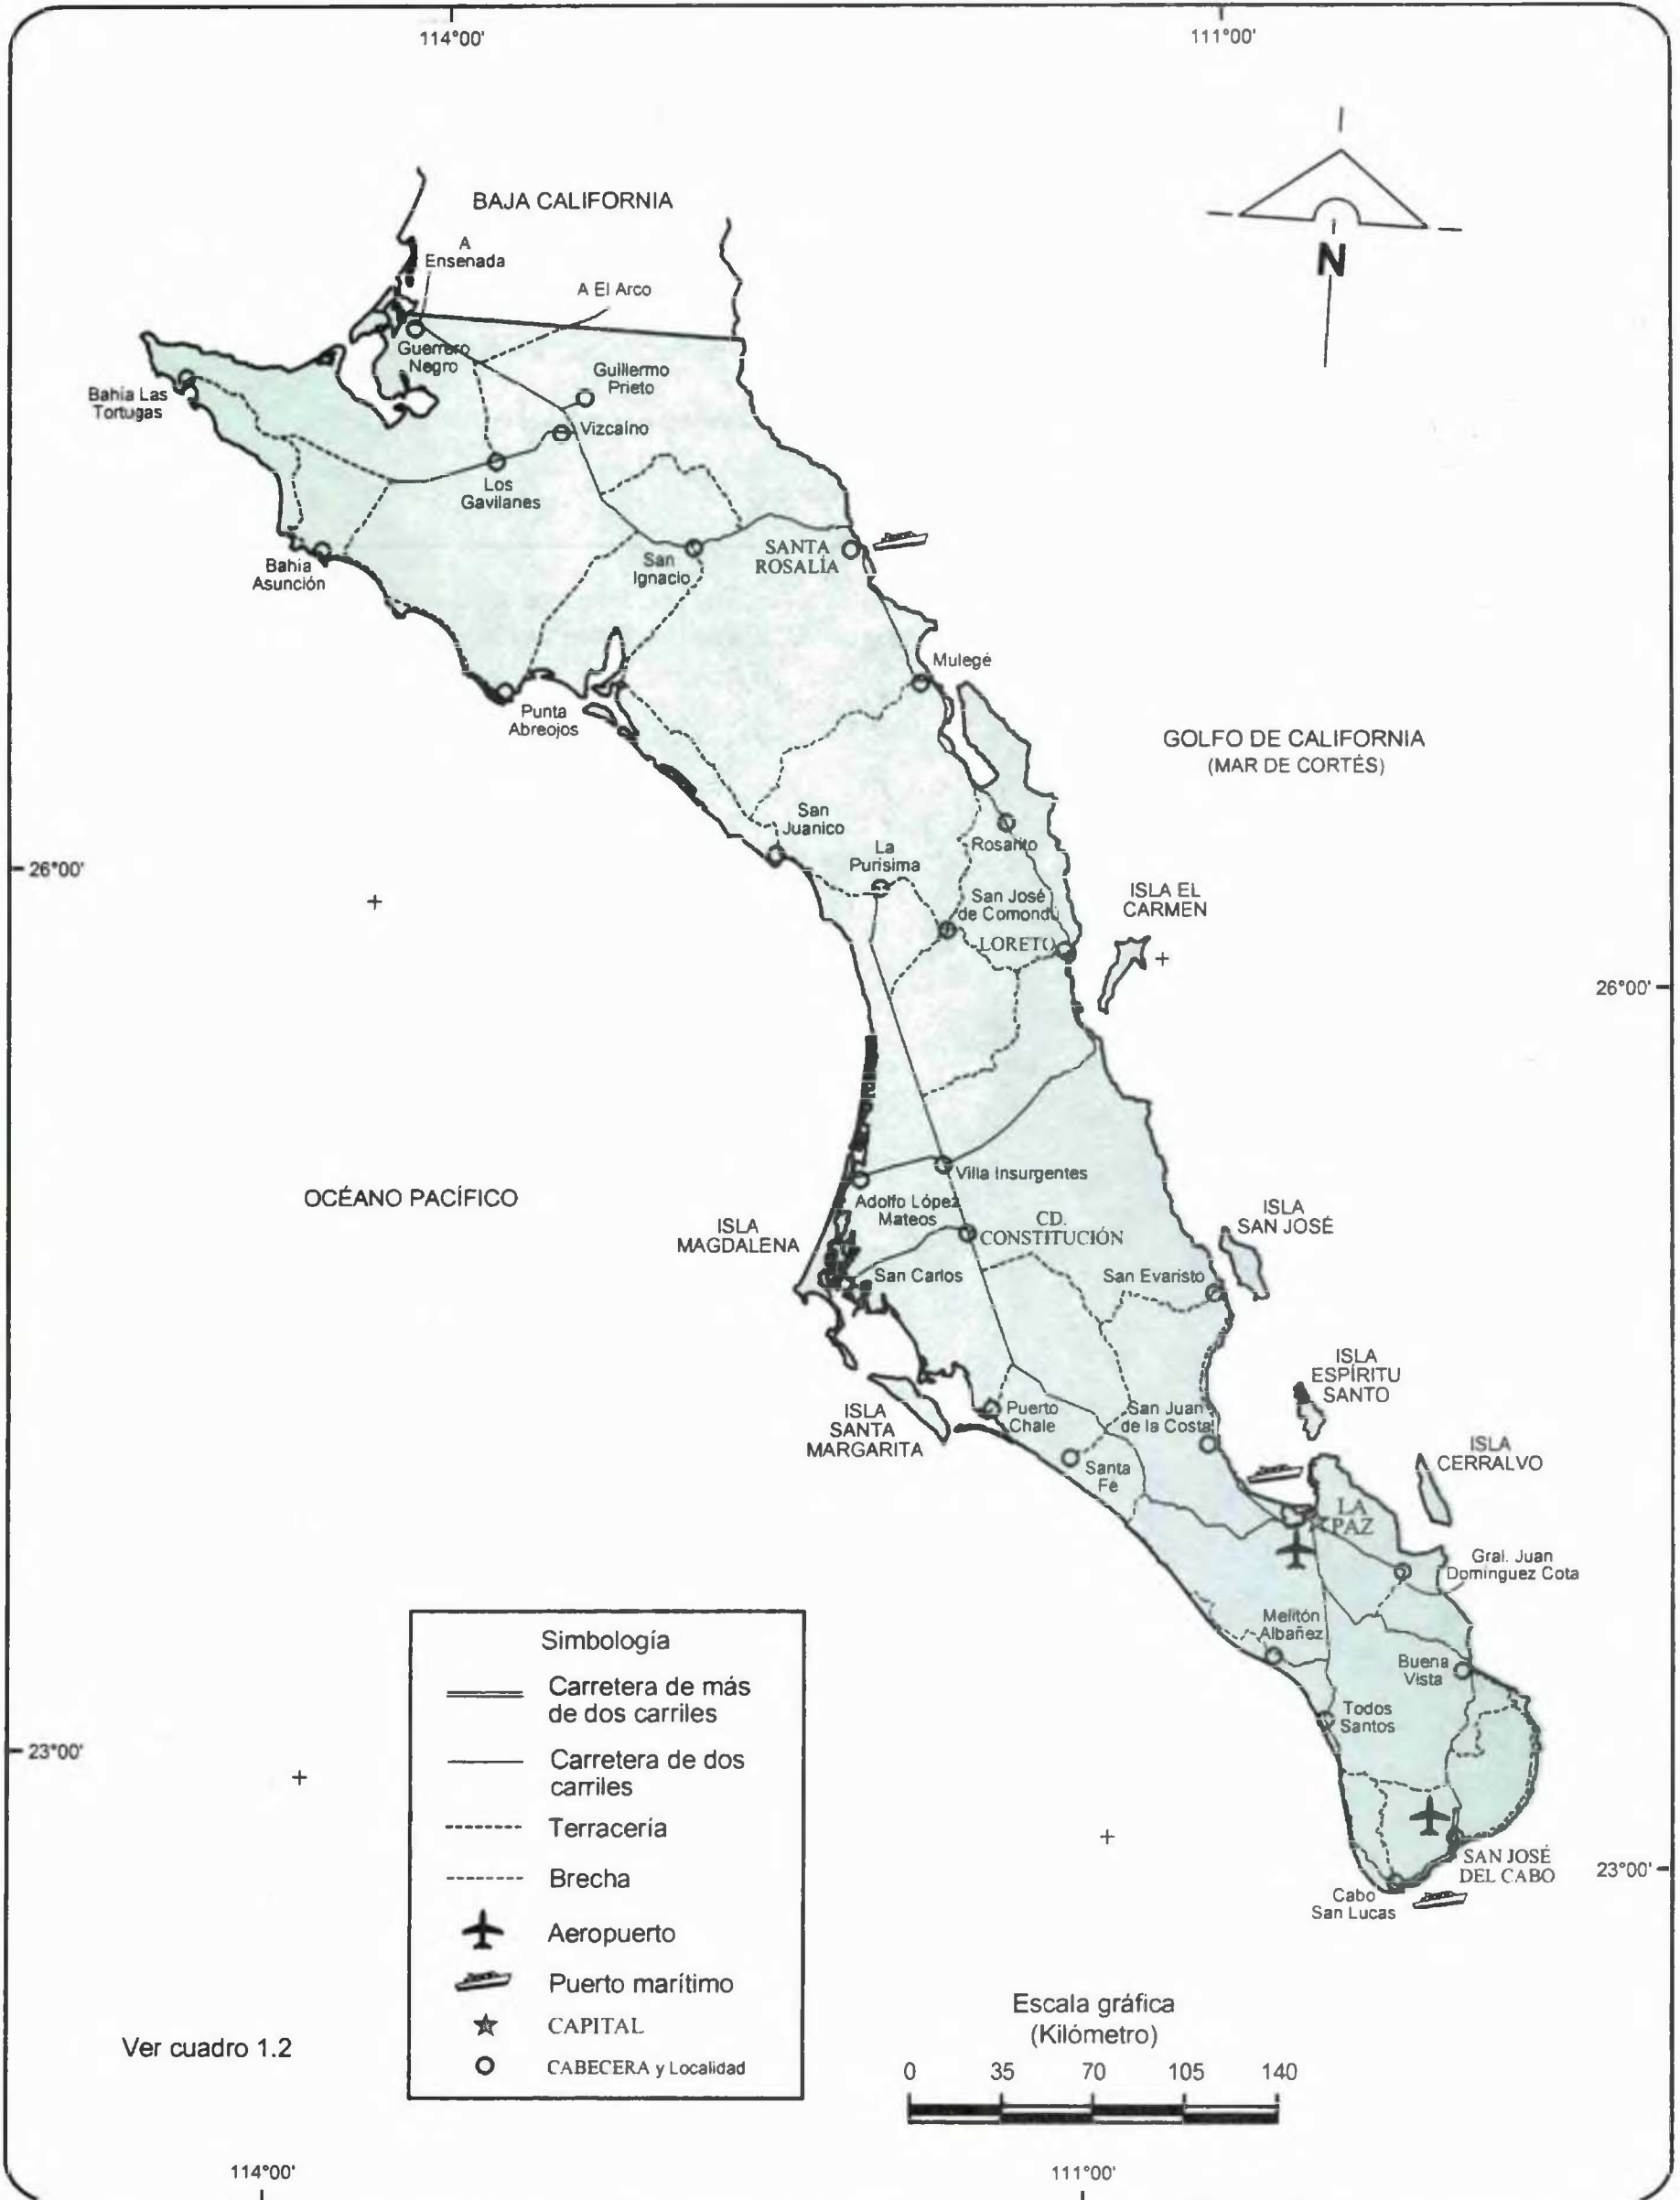 114°00'
111°00'
BAJA CALIFORNIA
A
Ensenada
A El Arco
N
Guerrero
Negro
Guillermo
Prieto
Bahía Las
Tortugas
Vizcaíno
Los
Gavilanes
Bahía
Asunción
San
Ignacio
SANTA
ROSALÍA
Mulegé
Punta
Abreojos
GOLFO DE CALIFORNIA
(MAR DE CORTÉS)
San
Juanico
Rosarito
La
Purísima
26°00'
San José
de Comondú
ISLA EL
CARMEN
LORETO
26°00'
Villa Insurgentes
OCÉANO PACÍFICO
Adolfo López
Mateos
CD.
CONSTITUCIÓN
ISLA
MAGDALENA
ISLA
SAN JOSÉ
San Carlos
San Evaristo
ISLA
ESPÍRITU
SANTO
ISLA
SANTA
MARGARITA
Puerto
Chale
San Juan
de la Costa
Santa
Fe
ISLA
CERRALVO
LA
PAZ
Gral. Juan
Domínguez Cota
Melitón
Albañez
Buena
Vista
Todos
Santos
23°00'
SAN JOSÉ
DEL CABO
23°00'
Cabo
San Lucas
Simbología
Carretera de más
de dos carriles
Carretera de dos
carriles
Terracería
Brecha
Aeropuerto
Puerto marítimo
CAPITAL
CABECERA y Localidad
Ver cuadro 1.2
Escala gráfica
(Kilómetro)
0 35 70 105 140
114°00'
111°00'